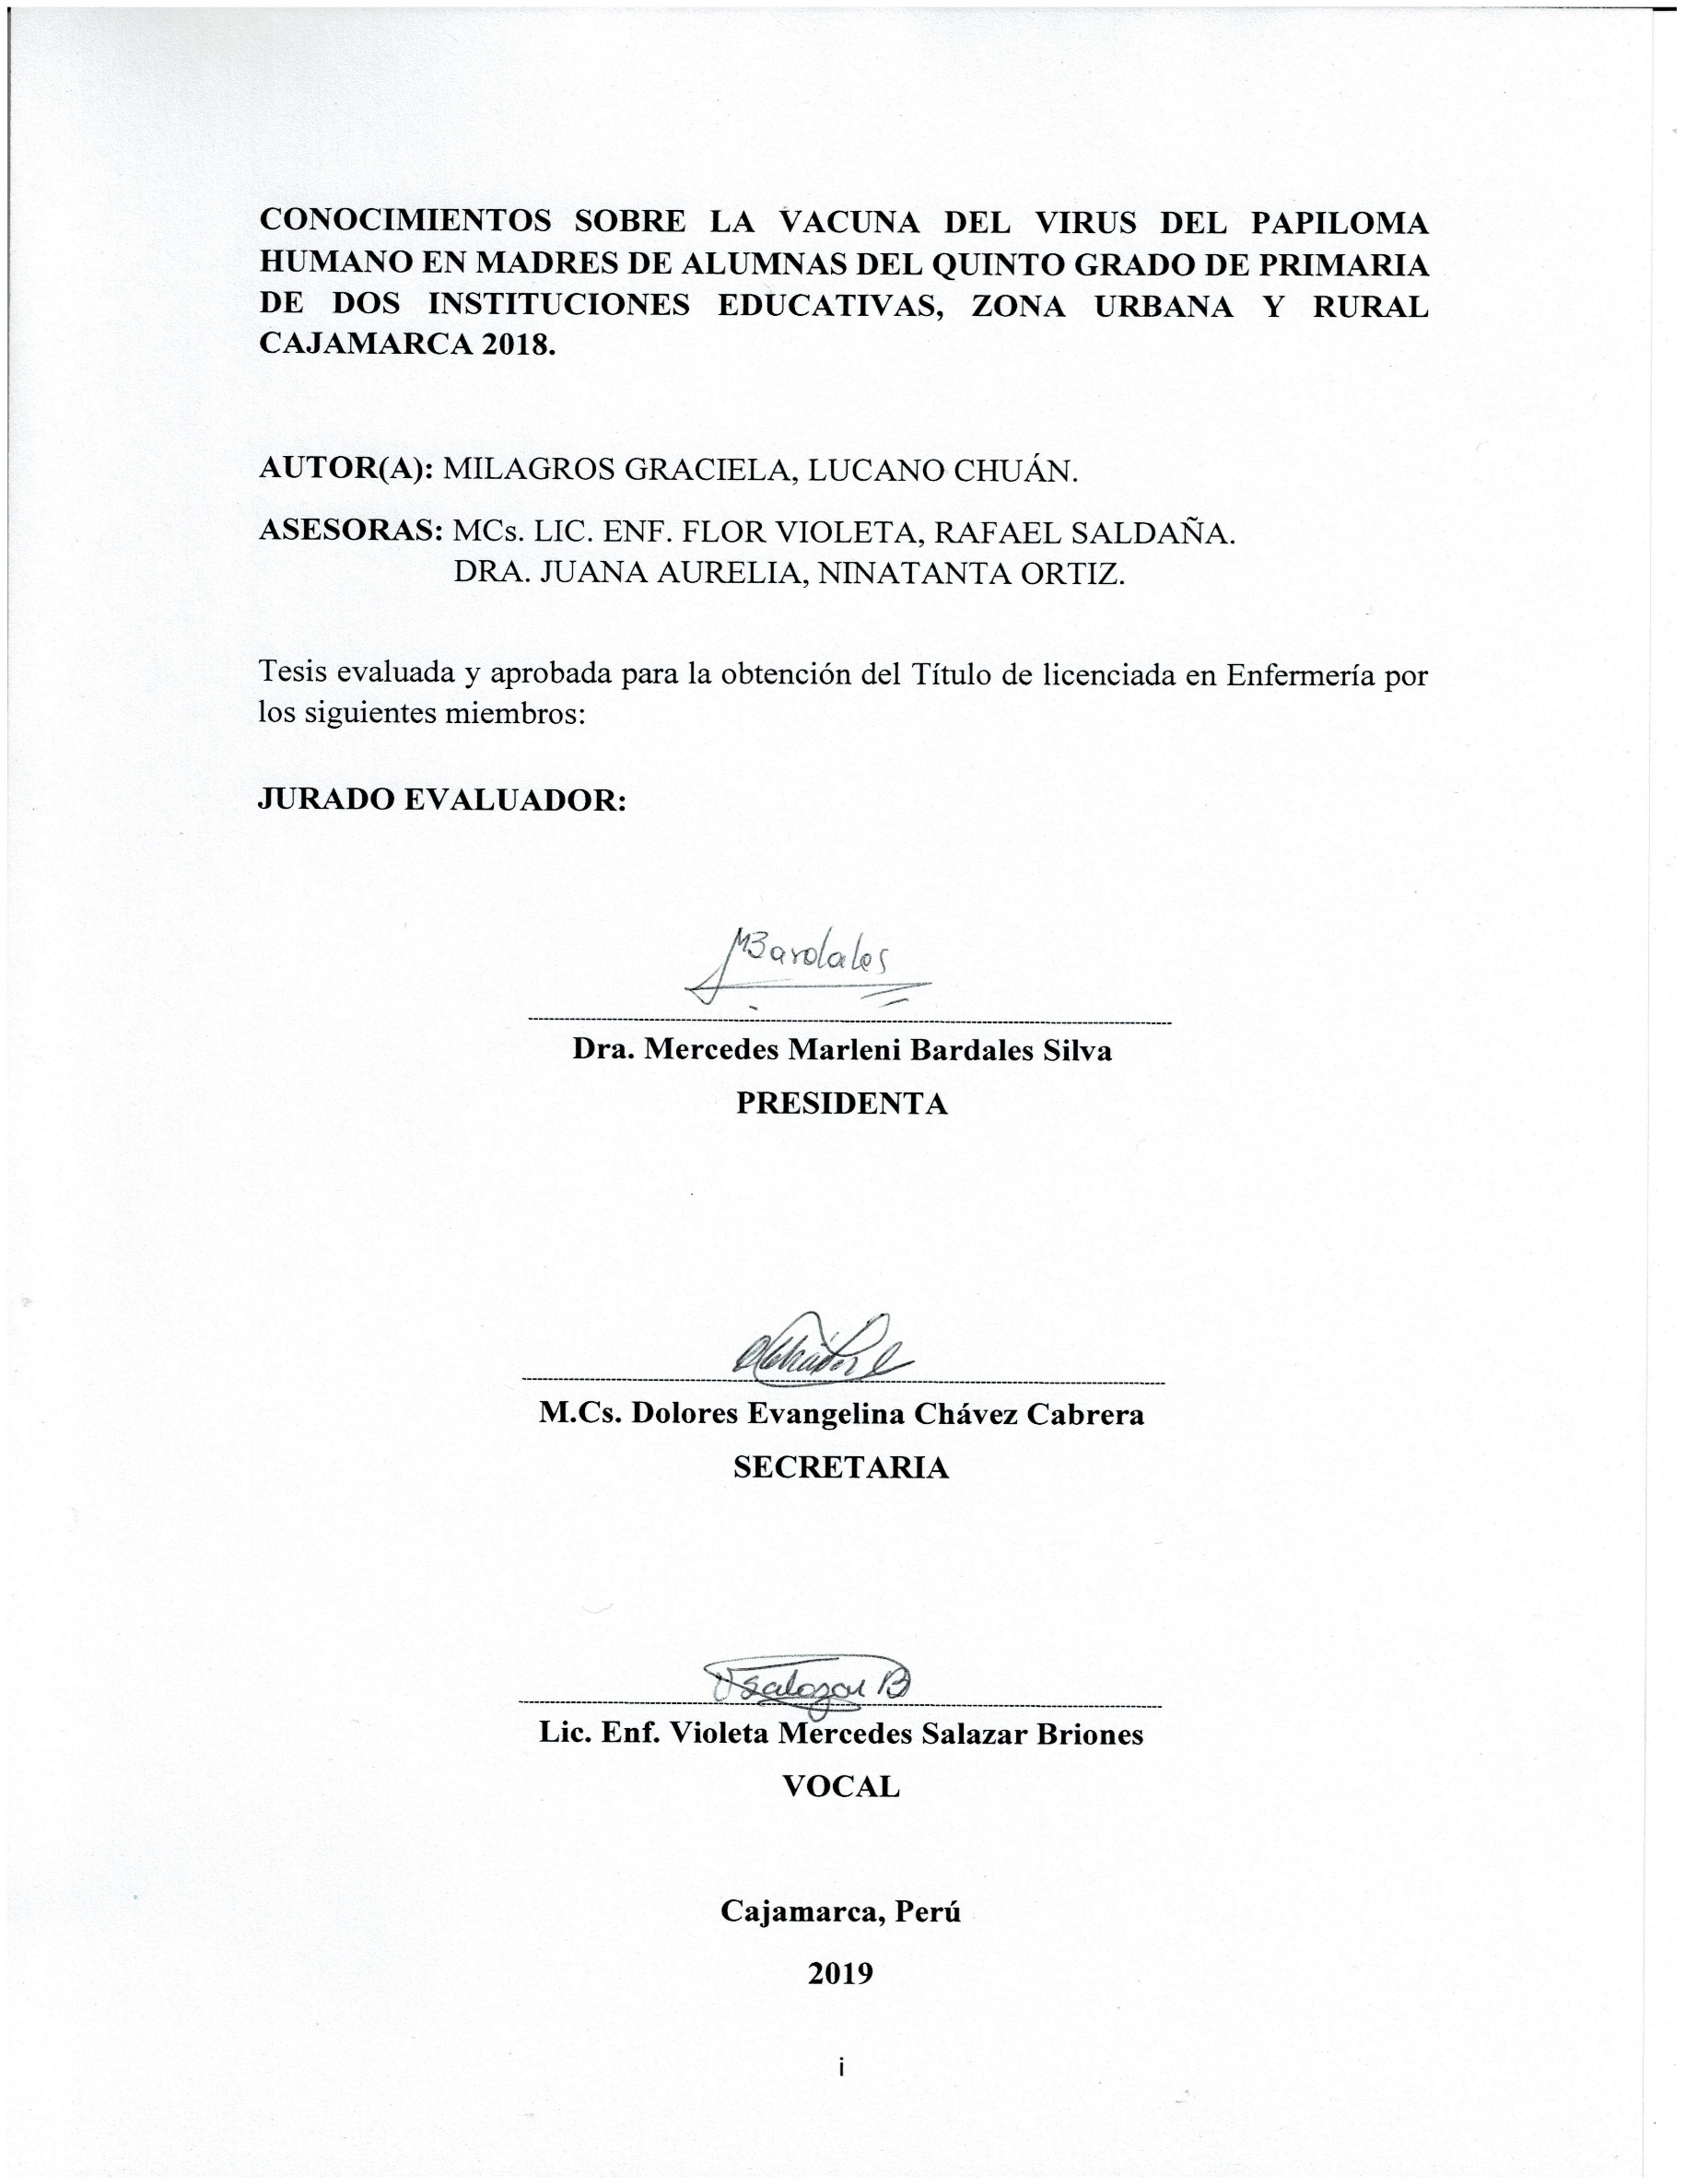 CONOCIMIENTOS SOBRE LA VACUNA DEL VIRUS DEL PAPILOMA
HUMANO EN MADRES DE ALUMNAS DEL QUINTO GRADO DE PRIMARIA
DE DOS INSTITUCIONES EDUCATIVAS, ZONA URBANA Y RURAL
CAJAMARCA 2018.
AUTOR(A): MILAGROS GRACIELA, LUCANO CHUÁN.
ASESORAS: MCs. LIC. ENF. FLOR VIOLETA, RAFAEL SALDAÑA.
DRA. JUANA AURELIA, NINATANTA ORTIZ.
Tesis evaluada y aprobada para la obtención del Título de licenciada en Enfermería por
los siguientes miembros:
JURADO EVALUADOR:
MBardales
Dra. Mercedes Marleni Bardales Silva
PRESIDENTA
M.Cs. Dolores Evangelina Chávez Cabrera
SECRETARIA
VSalazar B
Lic. Enf. Violeta Mercedes Salazar Briones
VOCAL
Cajamarca, Perú
2019
i